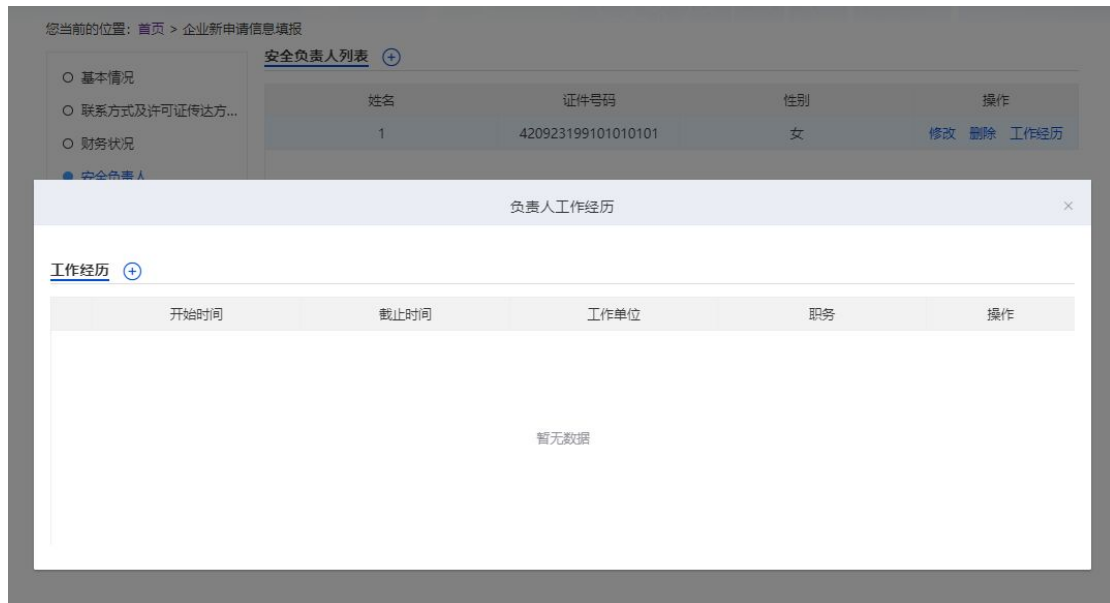 您当前的位置：首页 > 企业新申请信息填报
安全负责人列表
基本情况
联系方式及许可证传达方...
财务状况
安全负责人
姓名 证件号码 性别 操作
1 420923199101010101 女 修改 删除 工作经历
负责人工作经历 ×
工作经历
开始时间 截止时间 工作单位 职务 操作
暂无数据